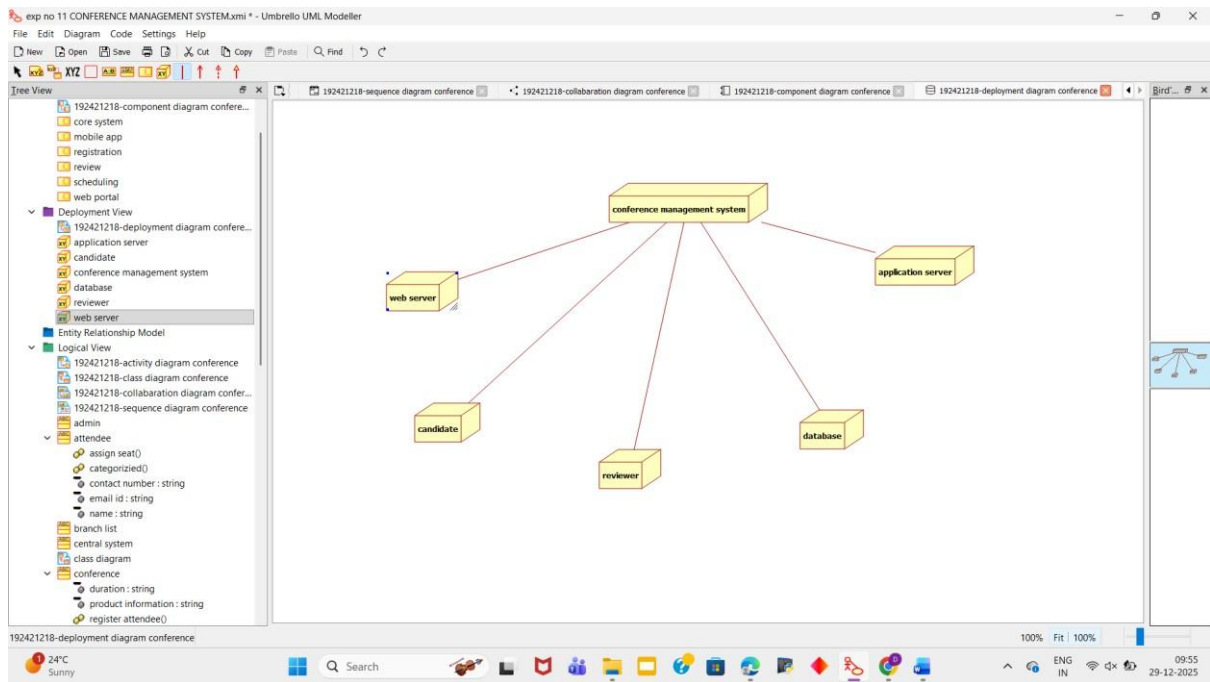 exp no 11 CONFERENCE MANAGEMENT SYSTEM.xmi * - Umbrello UML Modeller
File Edit Diagram Code Settings Help
New Open Save Cut Copy Paste Find
XYZ
Tree View
192421218-sequence diagram conference 192421218-collabaration diagram conference 192421218-component diagram conference 192421218-deployment diagram conference
Bird'...
192421218-component diagram confere...
core system
mobile app
registration
review
scheduling
web portal
Deployment View
192421218-deployment diagram confere...
application server
candidate
conference management system
database
reviewer
web server
Entity Relationship Model
Logical View
192421218-activity diagram conference
192421218-class diagram conference
192421218-collabaration diagram confer...
192421218-sequence diagram conference
admin
attendee
assign seat()
categorizied()
contact number : string
email id : string
name : string
branch list
central system
class diagram
conference
duration : string
product information : string
register attendee()
conference management system
application server
web server
candidate
database
reviewer
192421218-deployment diagram conference
100% Fit 100%
1
24°C
Sunny
Search
ENG
IN
09:55
29-12-2025